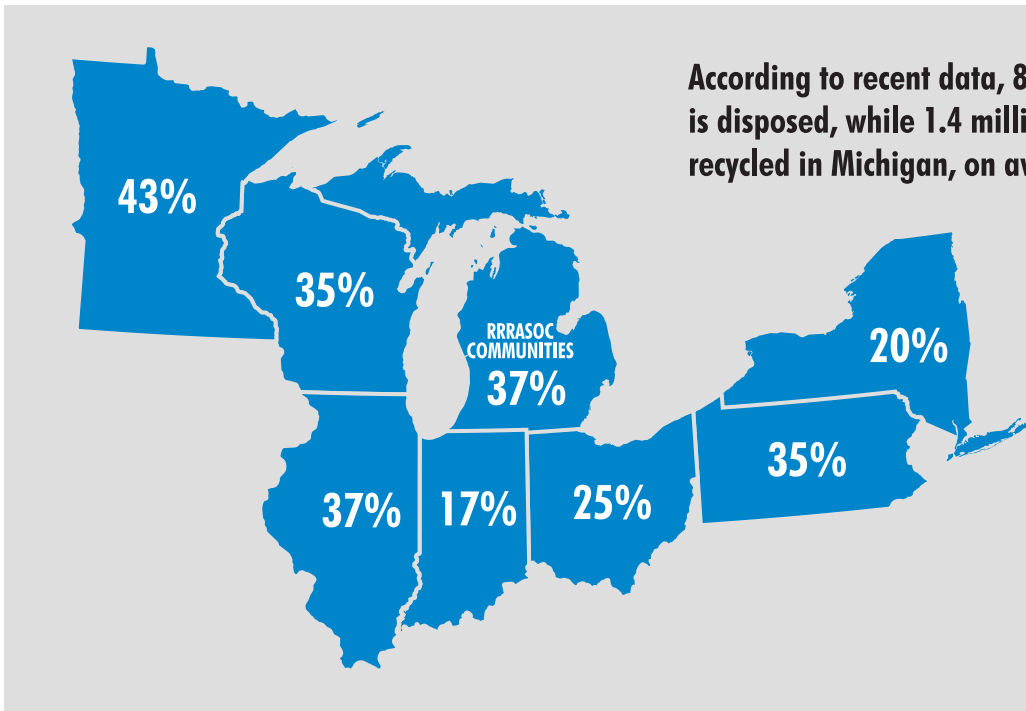 According to recent data, 8
is disposed, while 1.4 milli
recycled in Michigan, on av
43%
35%
RRRASOC
COMMUNITIES
37%
20%
35%
37%
17%
25%